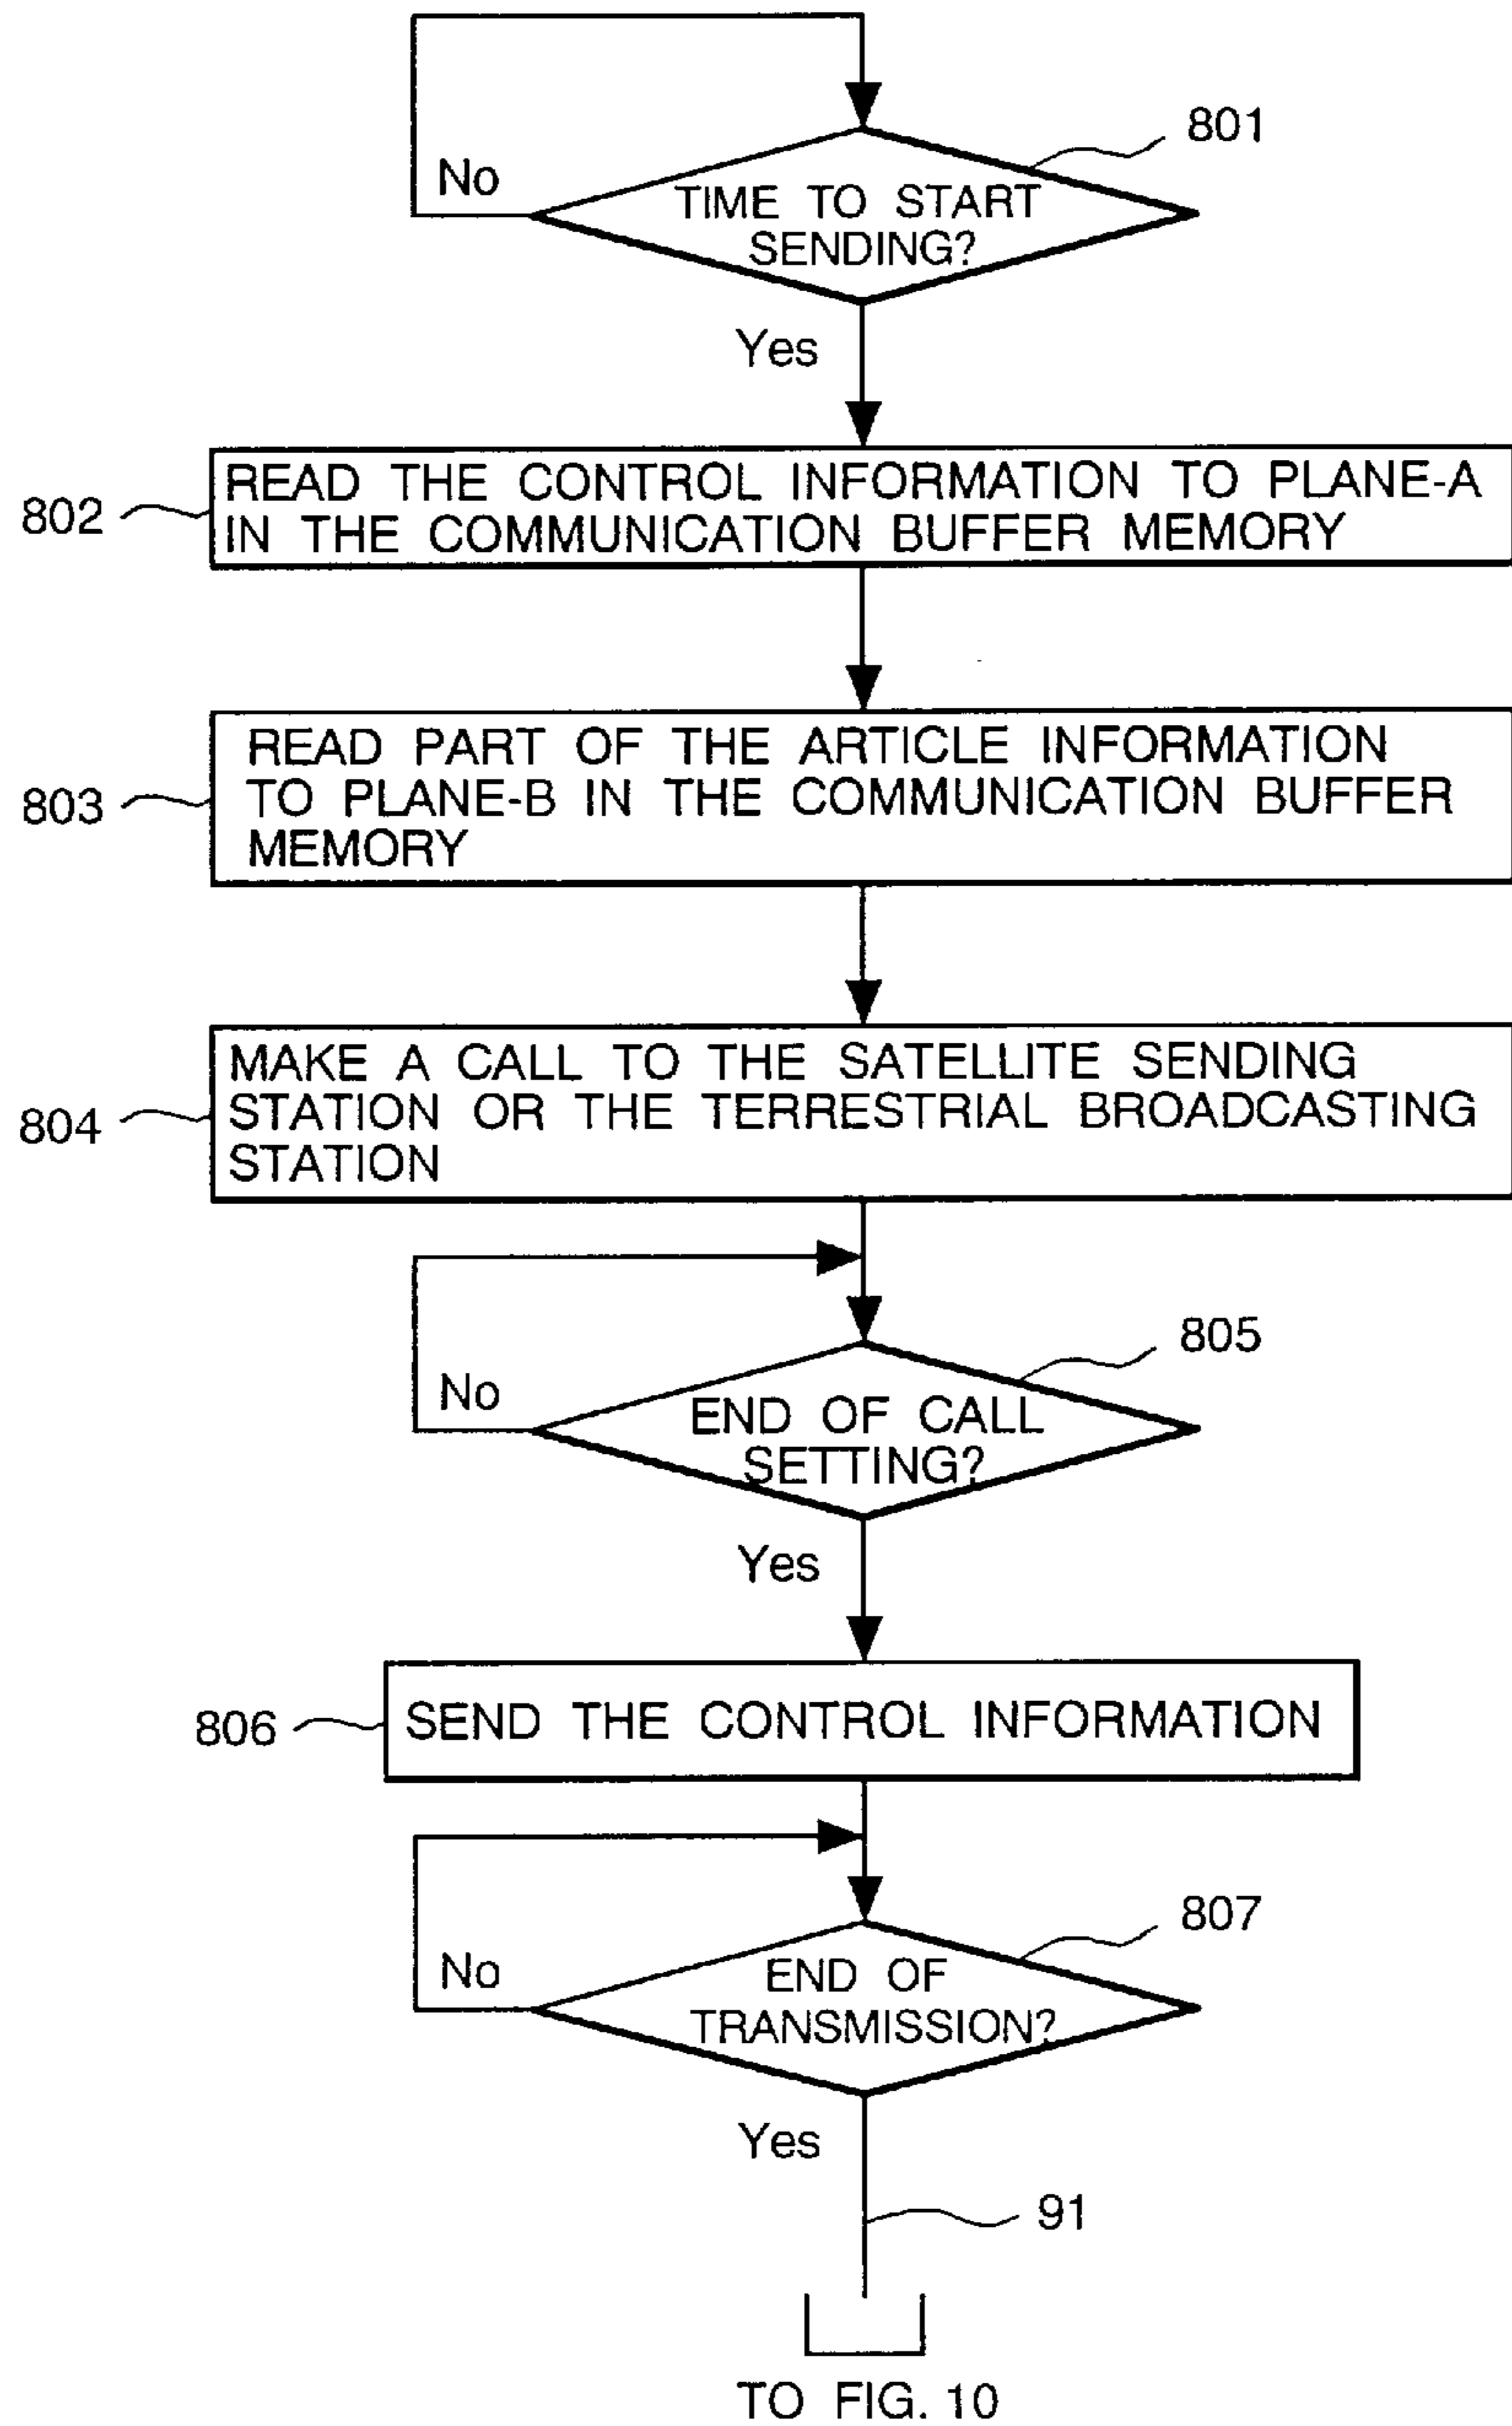 801
No
TIME TO START
SENDING?
Yes
802
READ THE CONTROL INFORMATION TO PLANE-A
IN THE COMMUNICATION BUFFER MEMORY
803
READ PART OF THE ARTICLE INFORMATION
TO PLANE-B IN THE COMMUNICATION BUFFER
MEMORY
804
MAKE A CALL TO THE SATELLITE SENDING
STATION OR THE TERRESTRIAL BROADCASTING
STATION
805
No
END OF CALL
SETTING?
Yes
806
SEND THE CONTROL INFORMATION
807
No
END OF
TRANSMISSION?
Yes
91
TO FIG. 10